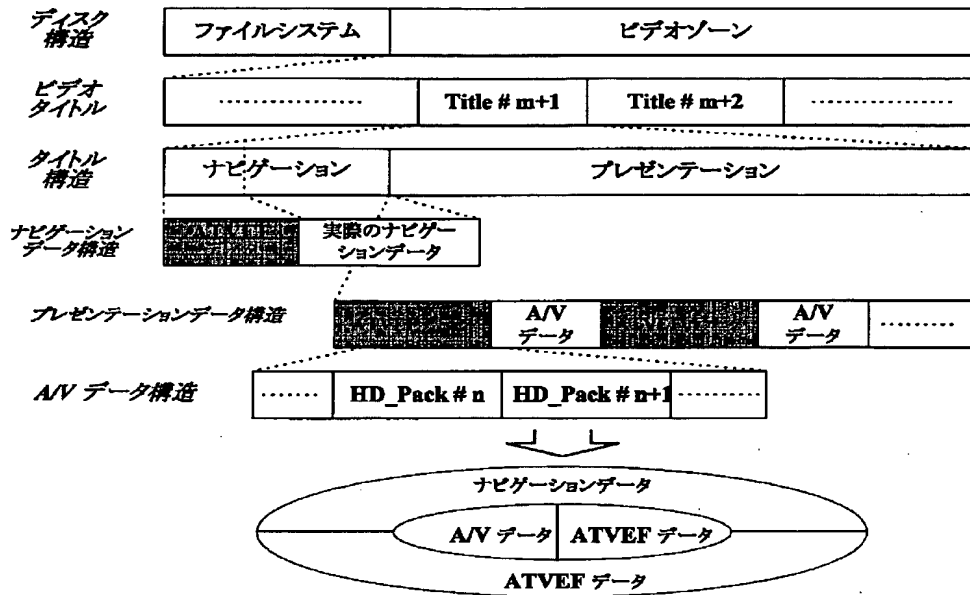 ディスク
構造
ファイルシステム
ビデオゾーン
ビデオ
タイトル
Title # m+1
Title # m+2
タイトル
構造
ナビゲーション
プレゼンテーション
ナビゲーション
データ構造
実際のナビゲー
ションデータ
プレゼンテーションデータ構造
A/V
データ
A/V
データ
A/V データ構造
HD_Pack # n
HD_Pack # n+1
ナビゲーションデータ
A/V データ
ATVEF データ
ATVEF データ